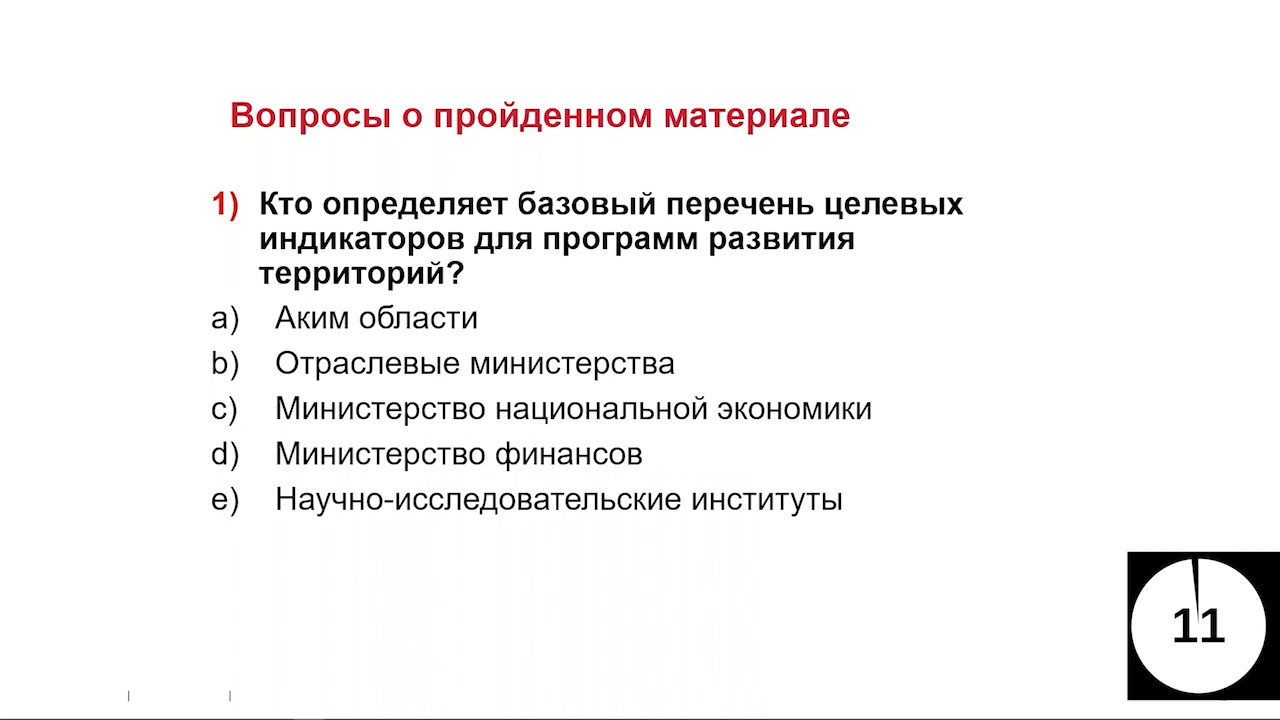 Вопросы о пройденном материале
1) Кто определяет базовый перечень целевых
индикаторов для программ развития
территорий?
a) Аким области
b) Отраслевые министерства
c) Министерство национальной экономики
d) Министерство финансов
e) Научно-исследовательские институты
11